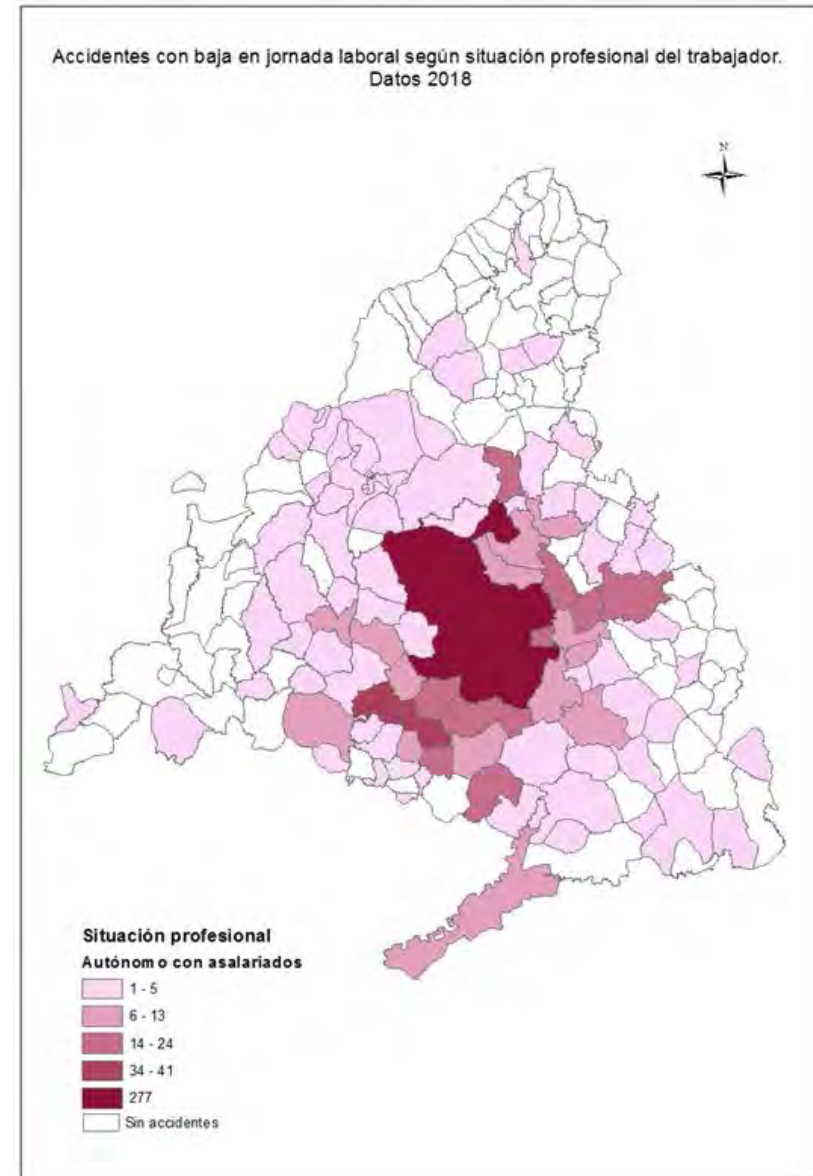 Accidentes con baja en jornada laboral según situación profesional del trabajador.
Datos 2018
N
Situación profesional
Autónomo con asalariados
1 - 5
6 - 13
14 - 24
34 - 41
277
Sin accidentes